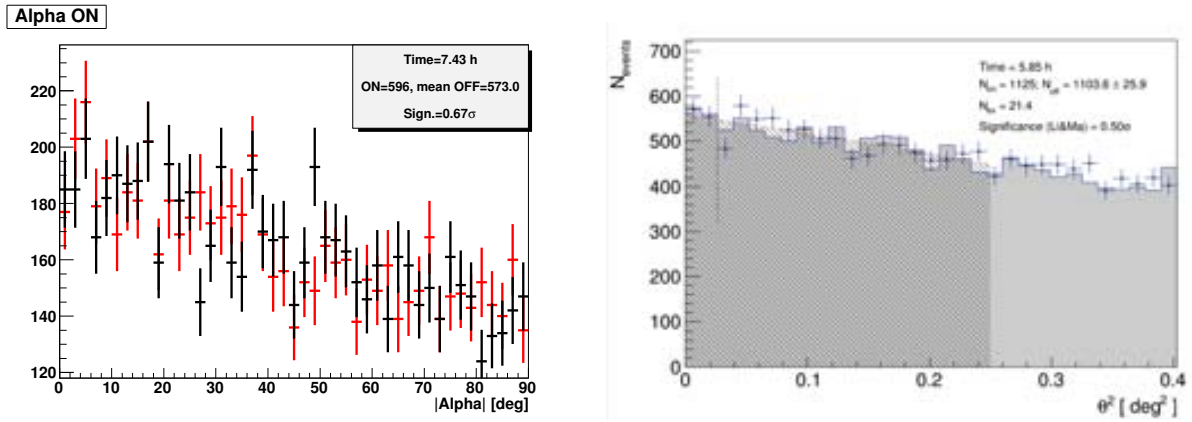 Alpha ON
Time=7.43 h
ON=596, mean OFF=573.0
Sign.=0.67σ
220
200
180
160
140
120
0 10 20 30 40 50 60 70 80 90
|Alpha| [deg]
N_events
Time = 5.85 h
N_on = 1125; N_off = 1103.6 ± 25.9
N_ex = 21.4
Significance (Li&Ma) = 0.50σ
700
600
500
400
300
200
100
0
0 0.1 0.2 0.3 0.4
θ² [ deg² ]